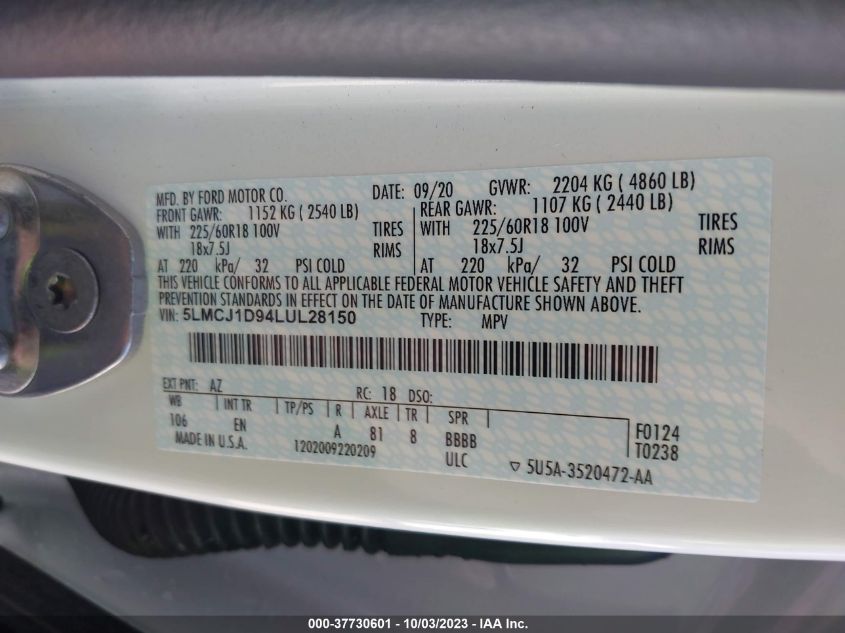 MFD. BY FORD MOTOR CO. DATE: 09/20 GVWR: 2204 KG ( 4860 LB)
FRONT GAWR: 1152 KG ( 2540 LB) REAR GAWR: 1107 KG ( 2440 LB)
WITH 225/60R18 100V TIRES WITH 225/60R18 100V TIRES
18x7.5J RIMS 18x7.5J RIMS
AT 220 kPa/ 32 PSI COLD AT 220 kPa/ 32 PSI COLD
THIS VEHICLE CONFORMS TO ALL APPLICABLE FEDERAL MOTOR VEHICLE SAFETY AND THEFT
PREVENTION STANDARDS IN EFFECT ON THE DATE OF MANUFACTURE SHOWN ABOVE.
VIN: 5LMCJ1D94LUL28150 TYPE: MPV
EXT PNT: AZ RC: 18 DSO:
WB INT TR TP/PS R AXLE TR SPR
106 EN A 81 8 BBBB F0124
MADE IN U.S.A. 1202009220209 ULC T0238
▽ 5U5A-3520472-AA
000-37730601 - 10/03/2023 - IAA Inc.